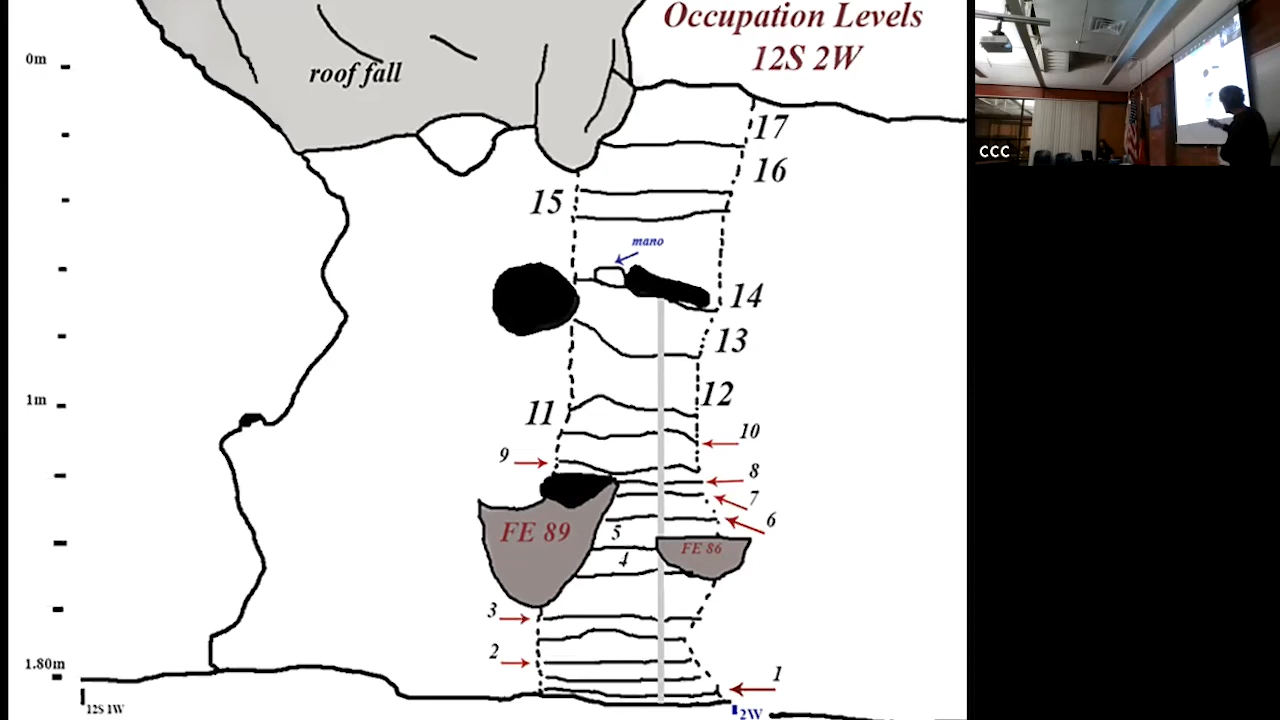 Occupation Levels
12S 2W
0m
roof fall
17
16
15
mano
14
13
1m
12
11
10
9
8
7
6
FE 89
5
FE 86
4
3
2
1.80m
1
12S 1W
2W
CCC